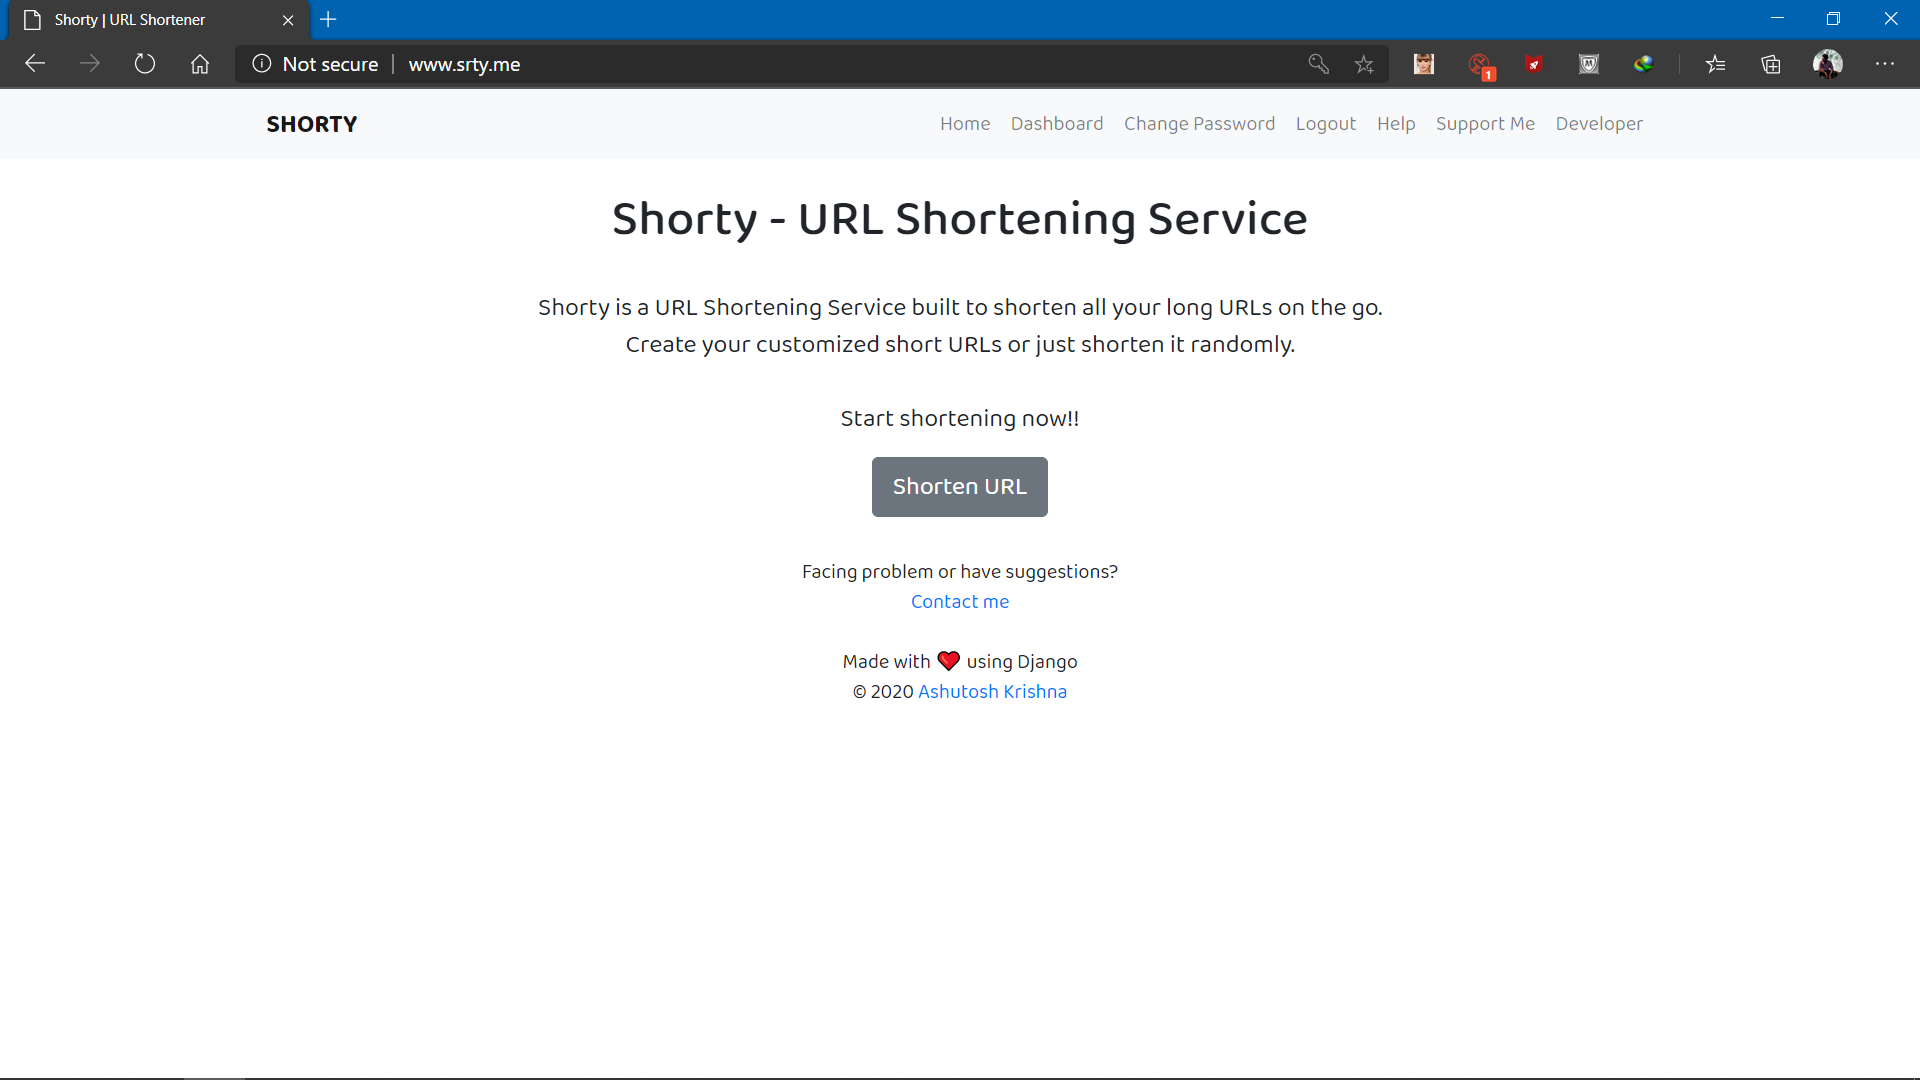 Shorty | URL Shortener
Not secure | www.srty.me
1
SHORTY
Home Dashboard Change Password Logout Help Support Me Developer
Shorty - URL Shortening Service
Shorty is a URL Shortening Service built to shorten all your long URLs on the go.
Create your customized short URLs or just shorten it randomly.
Start shortening now!!
Shorten URL
Facing problem or have suggestions?
Contact me
Made with ❤ using Django
© 2020 Ashutosh Krishna